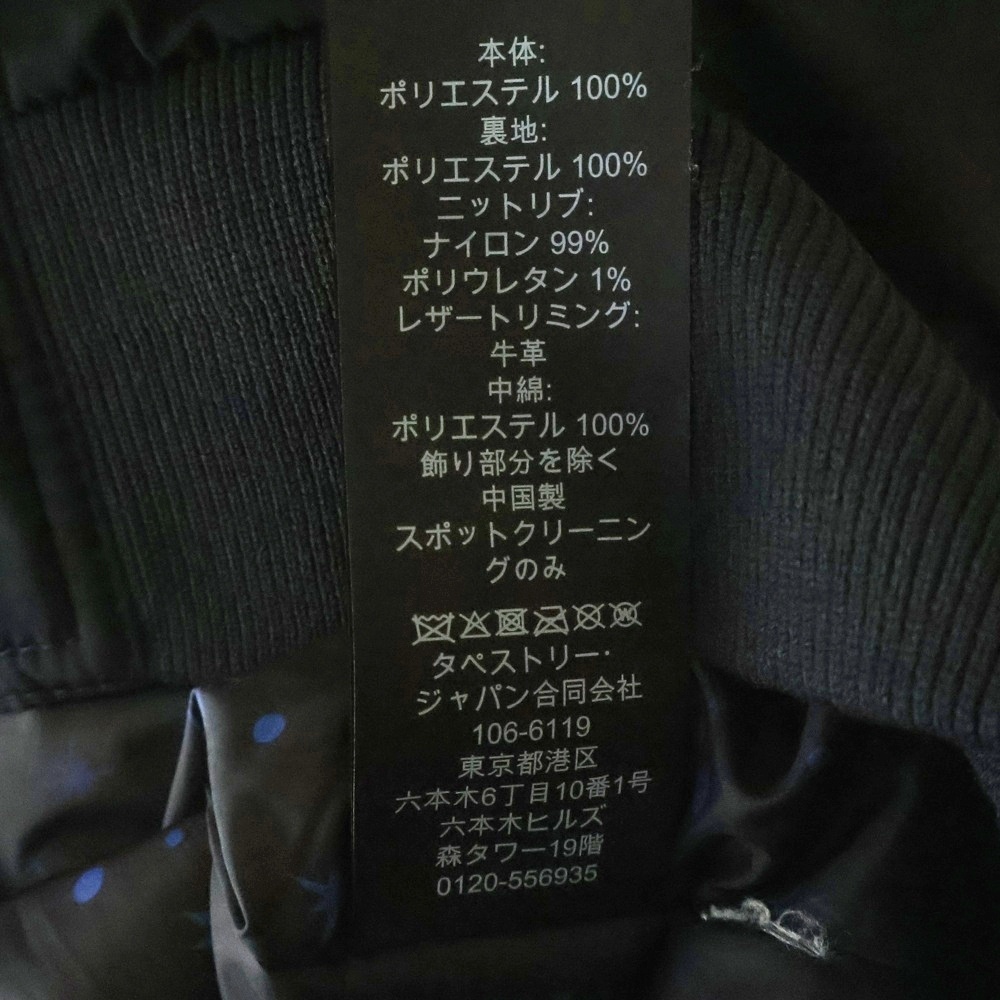 本体:
ポリエステル 100%
裏地:
ポリエステル 100%
ニットリブ:
ナイロン 99%
ポリウレタン 1%
レザートリミング:
牛革
中綿:
ポリエステル 100%
飾り部分を除く
中国製
スポットクリーニン
グのみ
タペストリー・
ジャパン合同会社
106-6119
東京都港区
六本木6丁目10番1号
六本木ヒルズ
森タワー19階
0120-556935